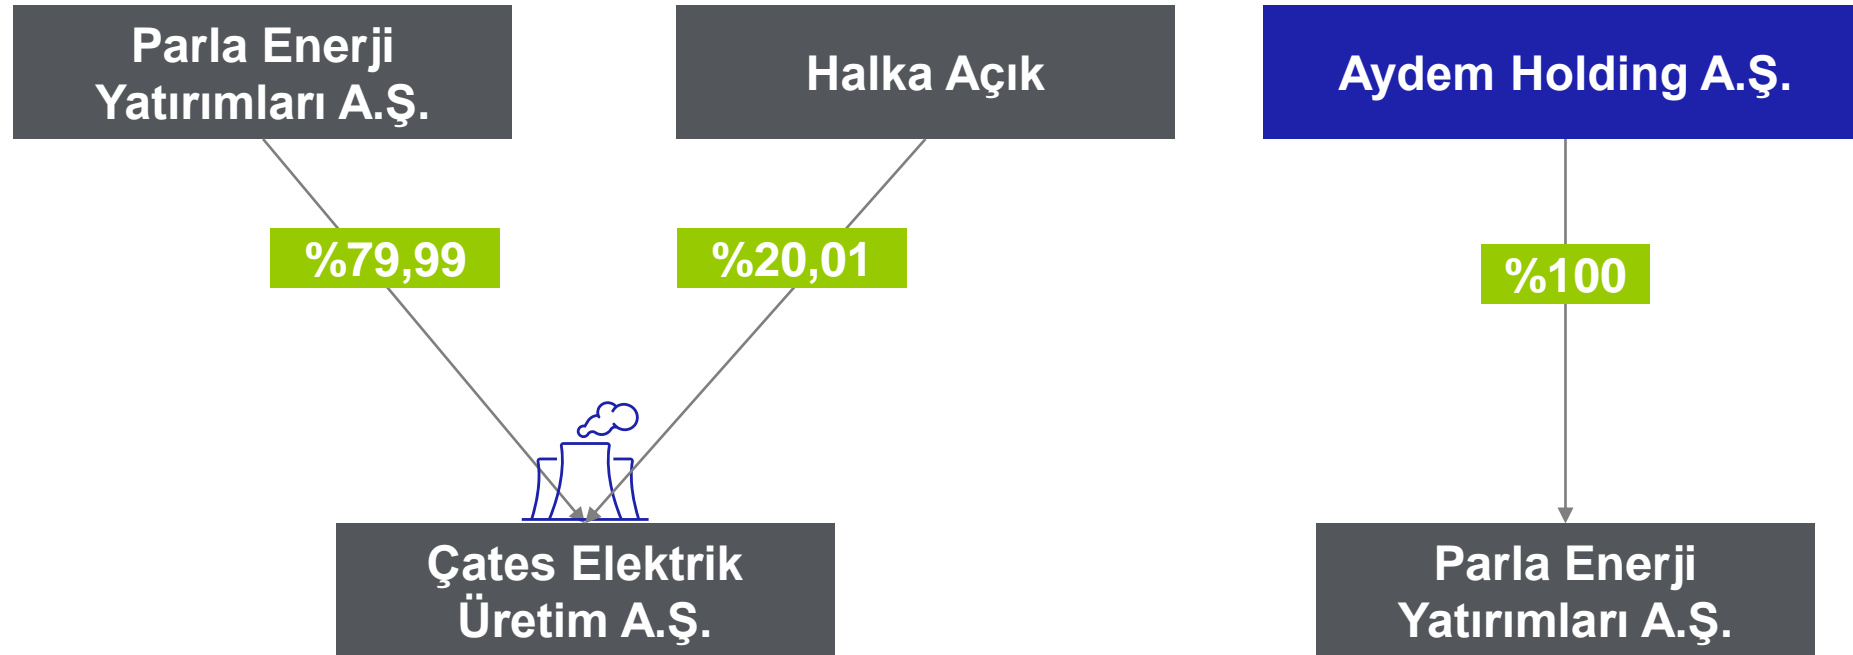 Parla Enerji
Yatırımları A.Ş.
Halka Açık
Aydem Holding A.Ş.
%79,99
%20,01
%100
Çates Elektrik
Üretim A.Ş.
Parla Enerji
Yatırımları A.Ş.